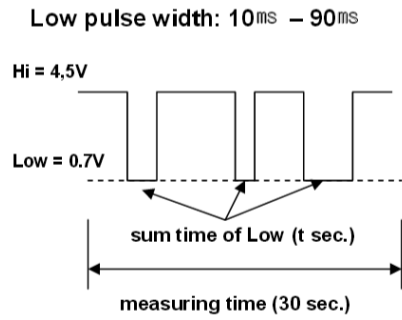 Low pulse width: 10ms – 90ms
Hi = 4,5V
Low = 0.7V
sum time of Low (t sec.)
measuring time (30 sec.)